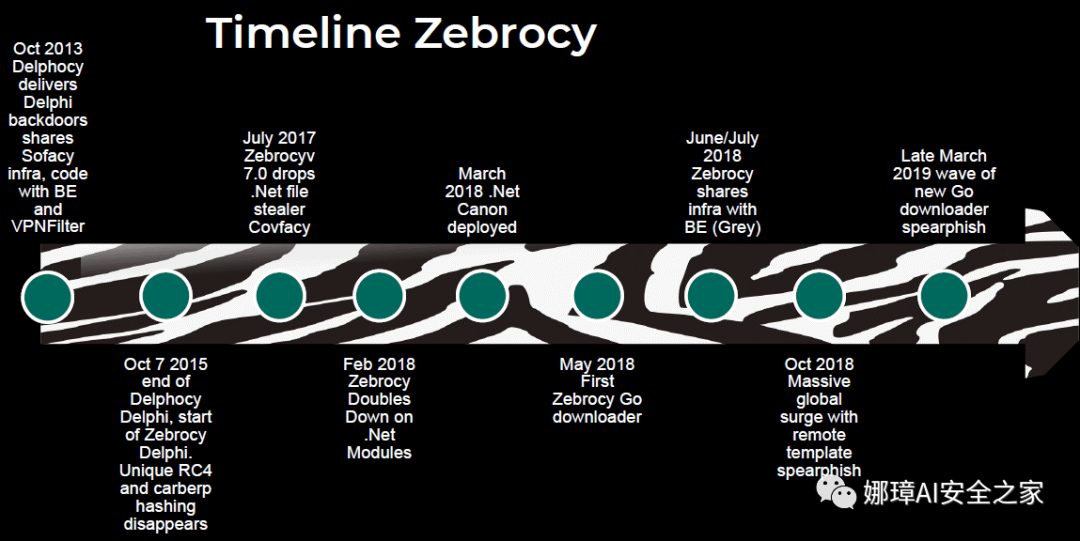 Timeline Zebrocy
Oct 2013
Delphocy
delivers
Delphi
backdoors
shares
Sofacy
infra, code
with BE
and
VPNFilter
Oct 7 2015
end of
Delphocy
Delphi, start
of Zebrocy
Delphi.
Unique RC4
and carberp
hashing
disappears
July 2017
Zebrocyv
7.0 drops
.Net file
stealer
Covfacy
Feb 2018
Zebrocy
Doubles
Down on
.Net
Modules
March
2018 .Net
Canon
deployed
May 2018
First
Zebrocy Go
downloader
June/July
2018
Zebrocy
shares
infra with
BE (Grey)
Oct 2018
Massive
global
surge with
remote
template
spearphish
Late March
2019 wave of
new Go
downloader
spearphish
娜璋AI安全之家